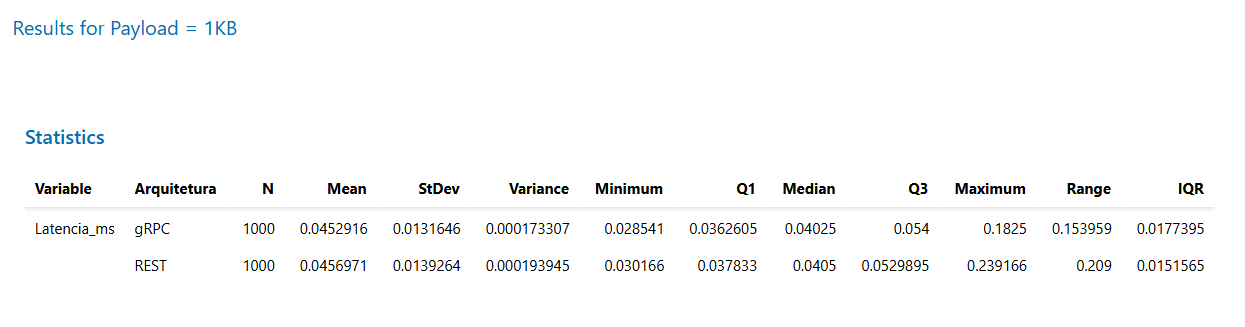 Results for Payload = 1KB
Statistics
Variable Arquitetura N Mean StDev Variance Minimum Q1 Median Q3 Maximum Range IQR
Latencia_ms gRPC 1000 0.0452916 0.0131646 0.000173307 0.028541 0.0362605 0.04025 0.054 0.1825 0.153959 0.0177395
REST 1000 0.0456971 0.0139264 0.000193945 0.030166 0.037833 0.0405 0.0529895 0.239166 0.209 0.0151565